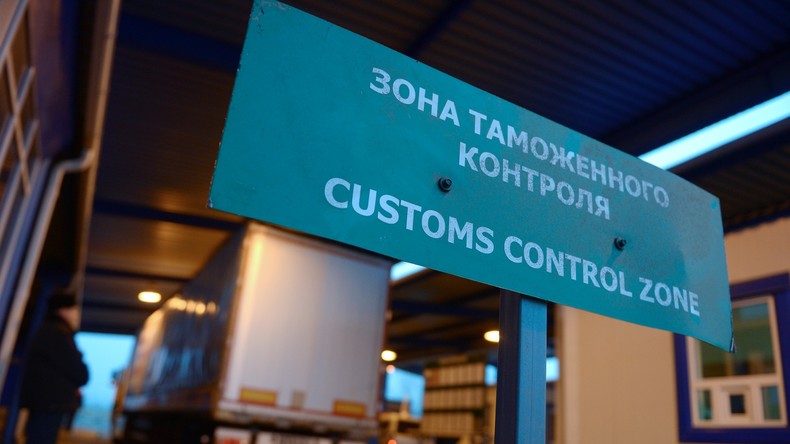 ЗОНА ТАМОЖЕННОГО
КОНТРОЛЯ
CUSTOMS CONTROL ZONE